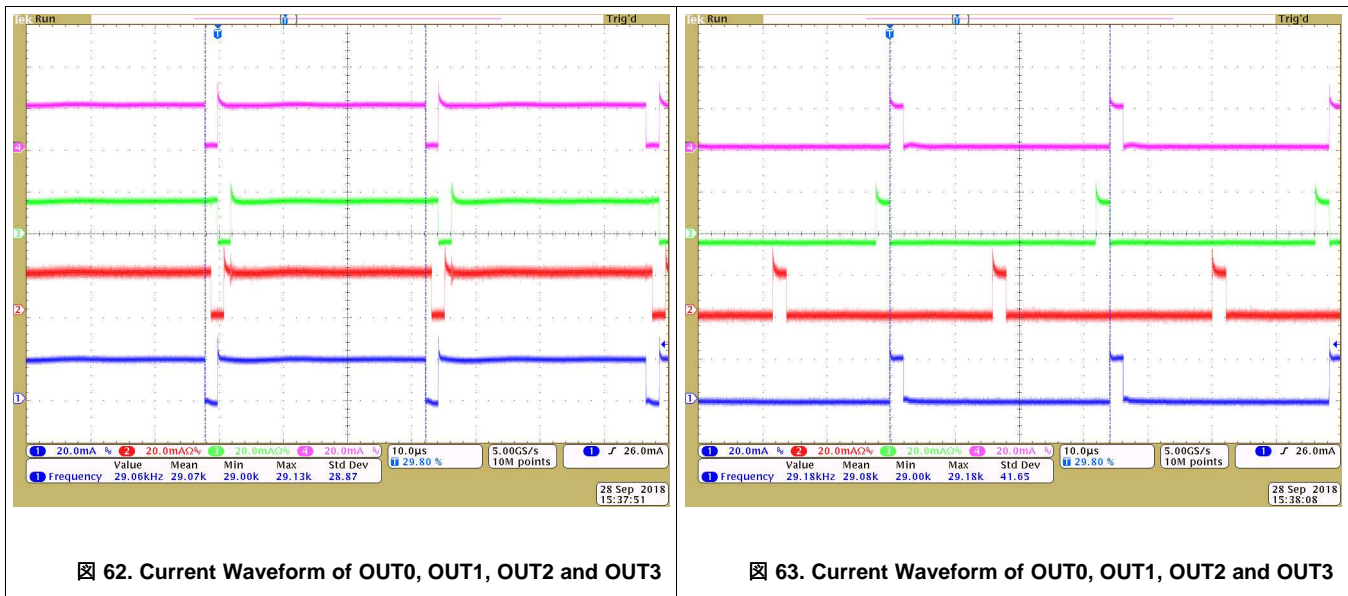 Tek Run
Trig'd
[ T ]
T
4
3
2
1
1 20.0mA 2 20.0mAΩ 3 20.0mAΩ 4 20.0mA
10.0µs
T 29.80 %
5.00GS/s
10M points
1 26.0mA
Value Mean Min Max Std Dev
1 Frequency 29.06kHz 29.07k 29.00k 29.13k 28.87
28 Sep 2018
15:37:51
図 62. Current Waveform of OUT0, OUT1, OUT2 and OUT3
Tek Run
Trig'd
[ T ]
T
4
3
2
1
1 20.0mA 2 20.0mAΩ 3 20.0mAΩ 4 20.0mA
10.0µs
T 29.80 %
5.00GS/s
10M points
1 26.0mA
Value Mean Min Max Std Dev
1 Frequency 29.18kHz 29.08k 29.00k 29.18k 41.65
28 Sep 2018
15:38:08
図 63. Current Waveform of OUT0, OUT1, OUT2 and OUT3